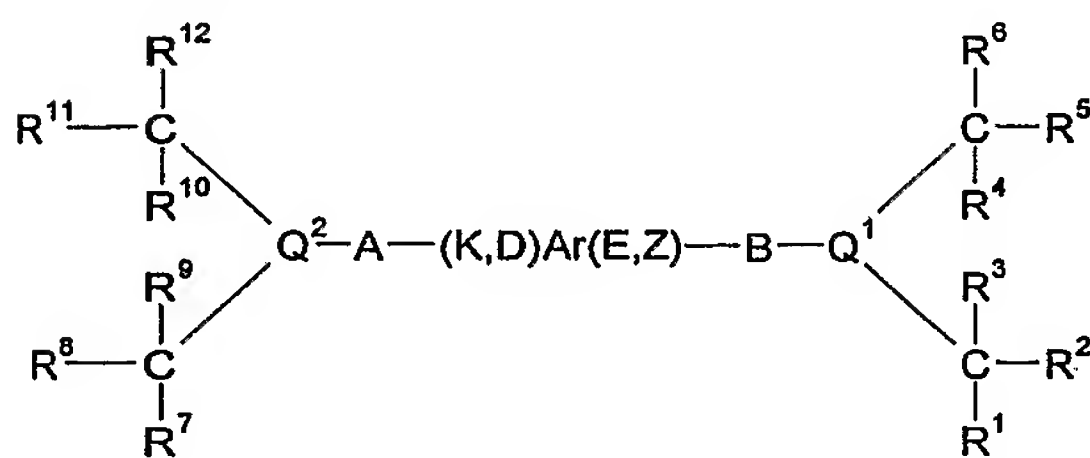 R¹² R⁶
R¹¹—C C—R⁵
R¹⁰ R⁴
Q²—A—(K,D)Ar(E,Z)—B—Q¹
R⁹ R³
R⁸—C C—R²
R⁷ R¹